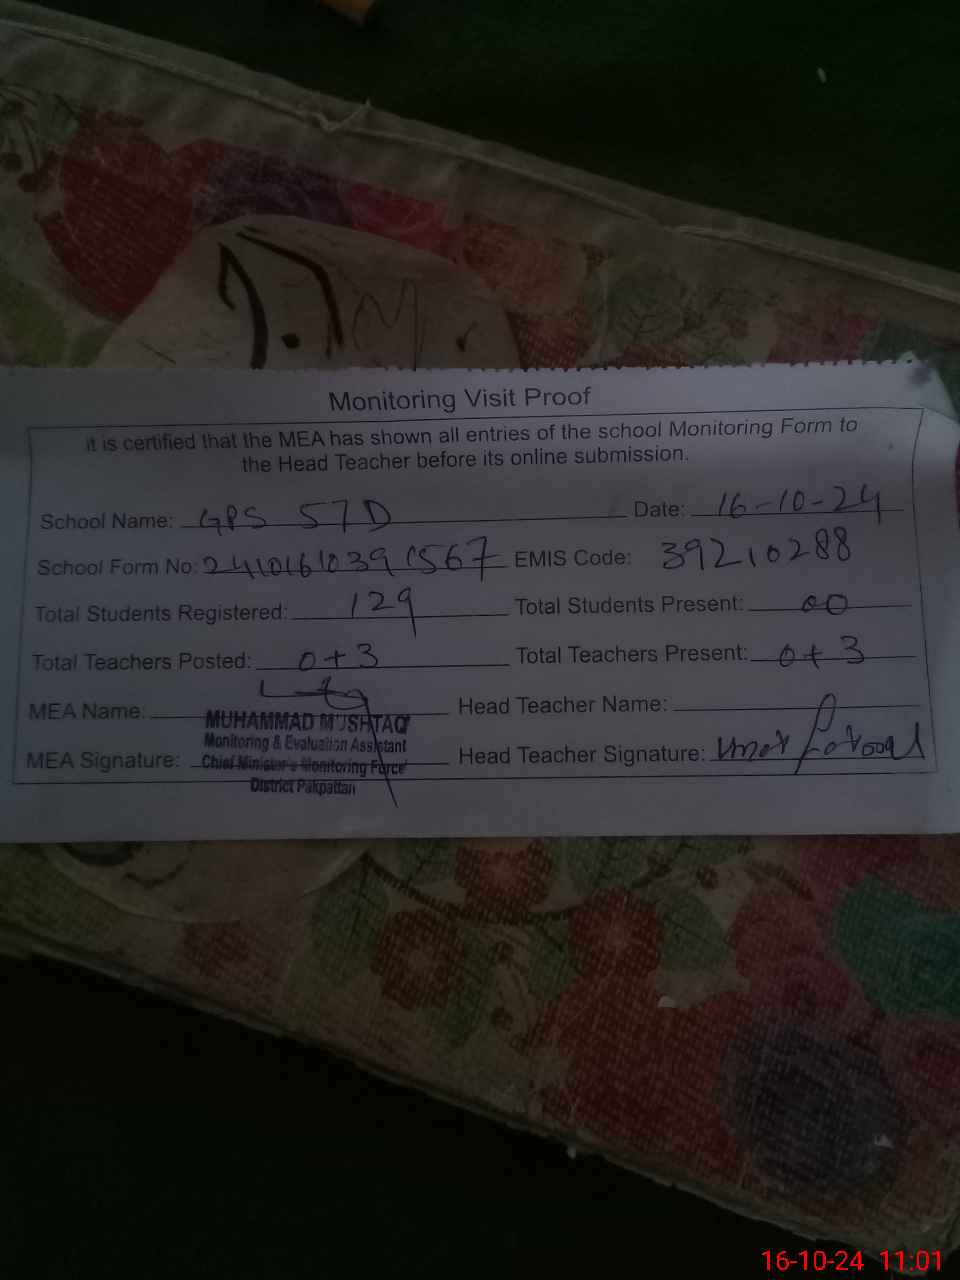 Monitoring Visit Proof
it is certified that the MEA has shown all entries of the school Monitoring Form to
the Head Teacher before its online submission.
School Name: GPS 57D Date: 16-10-24
School Form No: EMIS Code: 39210288
Total Students Registered: 129 Total Students Present: 00
Total Teachers Posted: 0+3 Total Teachers Present: 0+3
MEA Name: Head Teacher Name:
MUHAMMAD MUSHTAQ
Monitoring & Evaluation Assistant
MEA Signature: Head Teacher Signature:
Chief Minister's Monitoring Force
District Pakpattan
16-10-24 11:01